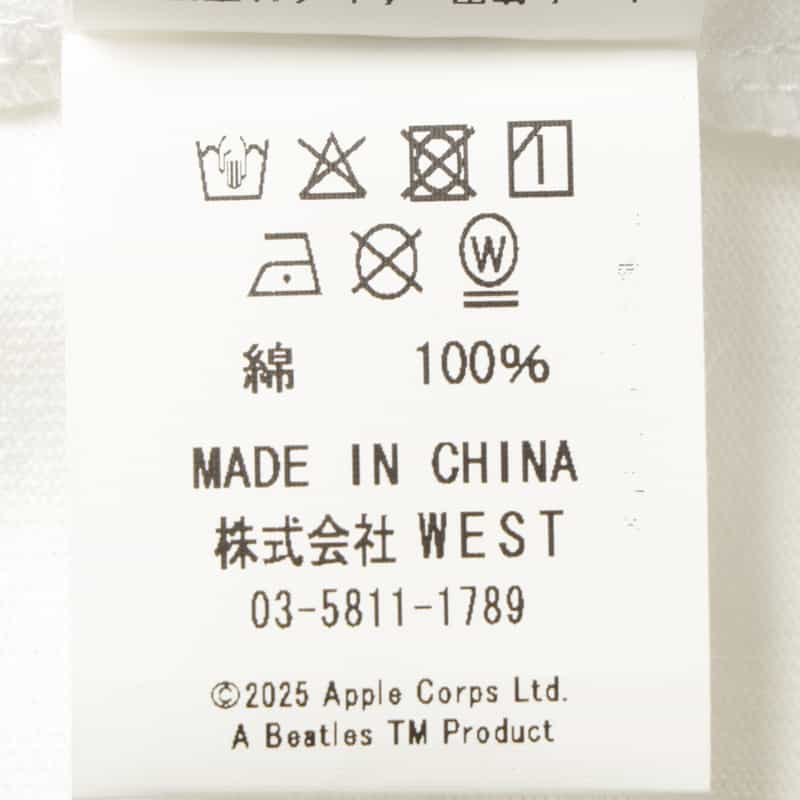 W
綿 100%
MADE IN CHINA
株式会社 WEST
03-5811-1789
©2025 Apple Corps Ltd.
A Beatles TM Product